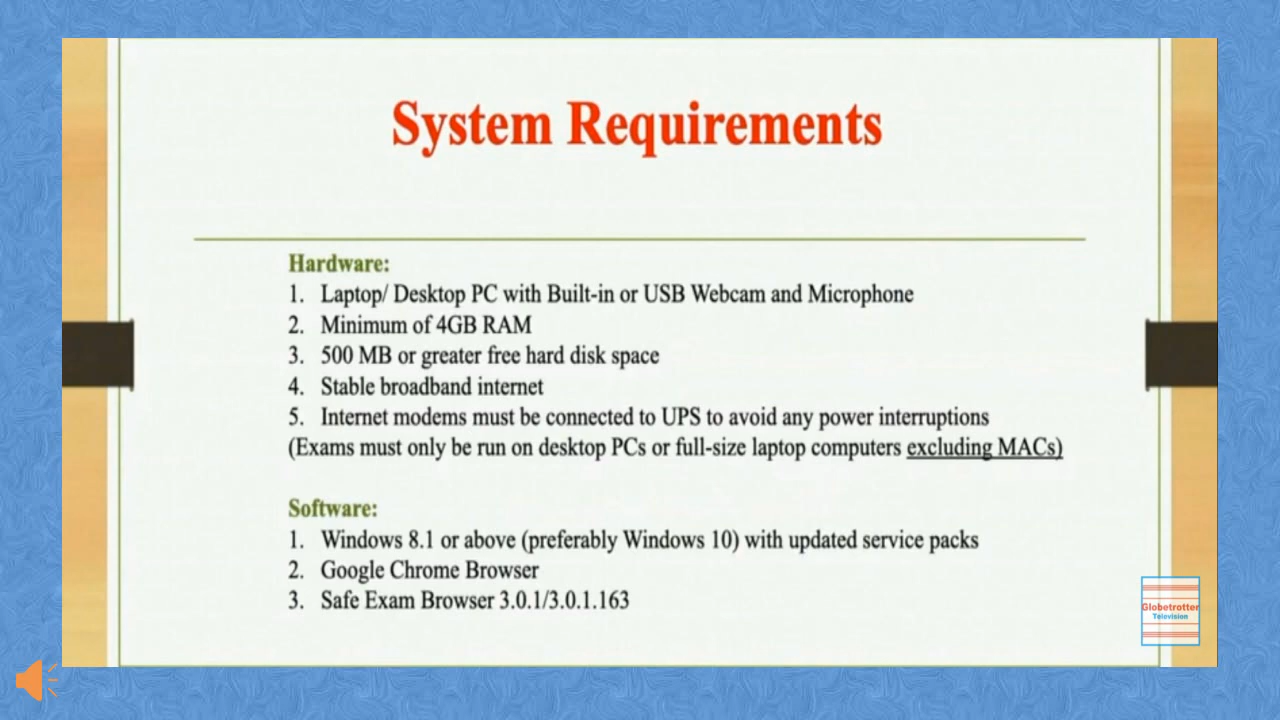 System Requirements
Hardware:
1. Laptop/ Desktop PC with Built-in or USB Webcam and Microphone
2. Minimum of 4GB RAM
3. 500 MB or greater free hard disk space
4. Stable broadband internet
5. Internet modems must be connected to UPS to avoid any power interruptions
(Exams must only be run on desktop PCs or full-size laptop computers excluding MACs)
Software:
1. Windows 8.1 or above (preferably Windows 10) with updated service packs
2. Google Chrome Browser
3. Safe Exam Browser 3.0.1/3.0.1.163
Globetrotter
Television